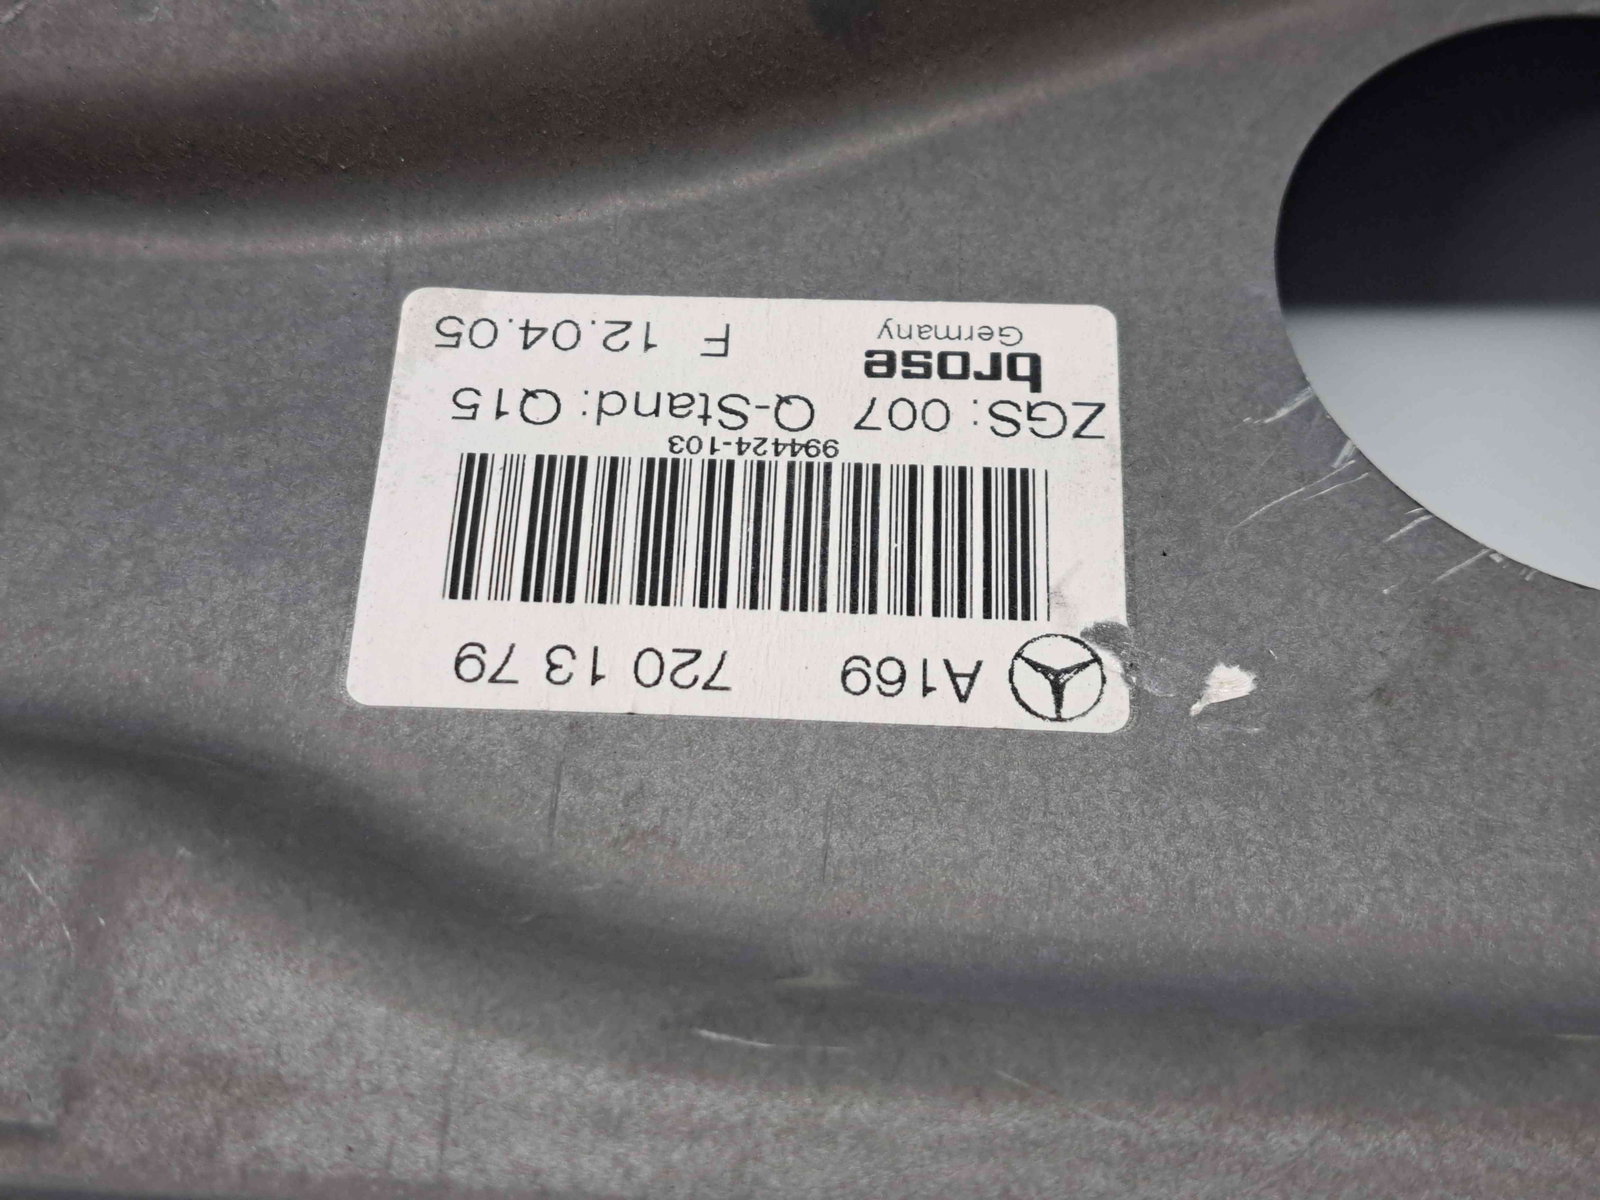 A169 720 13 79
994424-103
ZGS: 007 Q-Stand: Q15
brose F 12.04.05
Germany